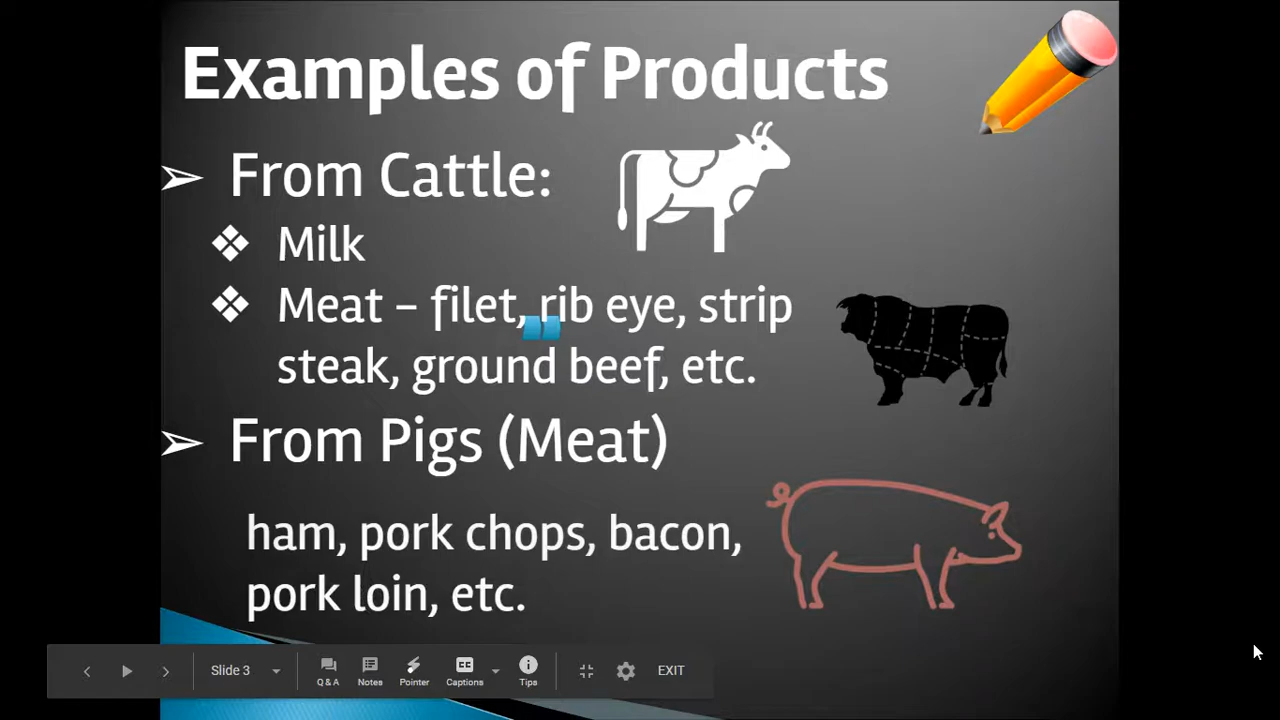 Examples of Products
➢ From Cattle:
❖ Milk
❖ Meat – filet, rib eye, strip
steak, ground beef, etc.
➢ From Pigs (Meat)
ham, pork chops, bacon,
pork loin, etc.
Slide 3
Q & A
Notes
Pointer
CC
Captions
Tips
EXIT